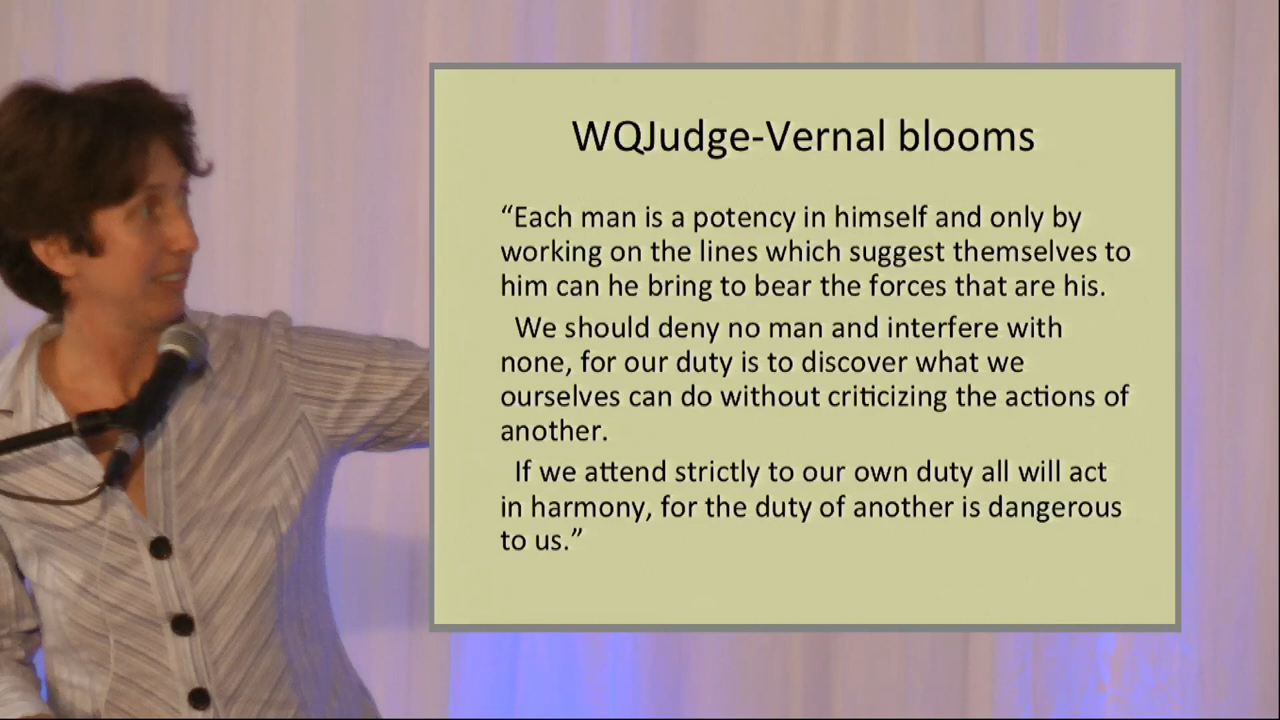 WQJudge-Vernal blooms
“Each man is a potency in himself and only by
working on the lines which suggest themselves to
him can he bring to bear the forces that are his.
We should deny no man and interfere with
none, for our duty is to discover what we
ourselves can do without criticizing the actions of
another.
If we attend strictly to our own duty all will act
in harmony, for the duty of another is dangerous
to us.”